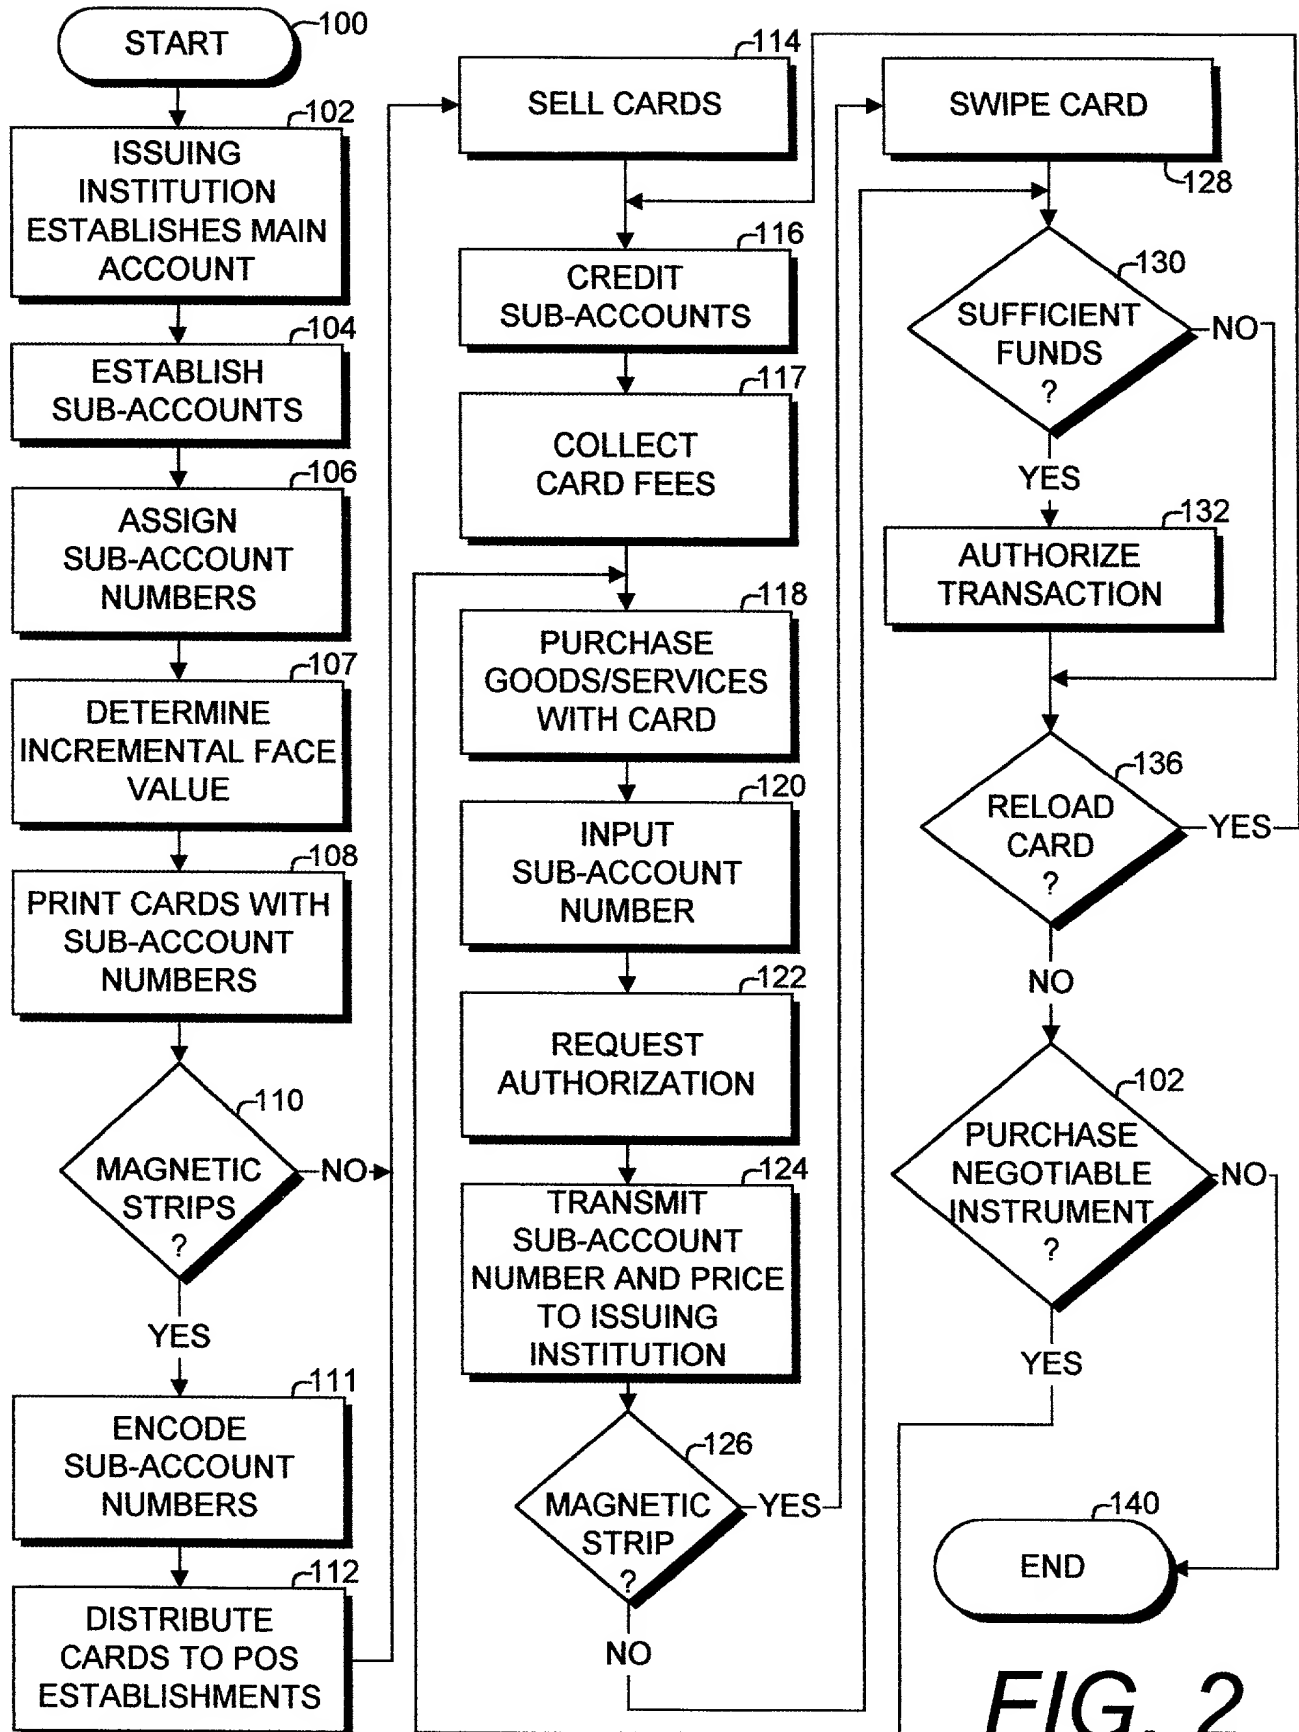 START
100
102
ISSUING
INSTITUTION
ESTABLISHES MAIN
ACCOUNT
104
ESTABLISH
SUB-ACCOUNTS
106
ASSIGN
SUB-ACCOUNT
NUMBERS
107
DETERMINE
INCREMENTAL FACE
VALUE
108
PRINT CARDS WITH
SUB-ACCOUNT
NUMBERS
110
MAGNETIC
STRIPS
?
NO
YES
111
ENCODE
SUB-ACCOUNT
NUMBERS
112
DISTRIBUTE
CARDS TO POS
ESTABLISHMENTS
114
SELL CARDS
116
CREDIT
SUB-ACCOUNTS
117
COLLECT
CARD FEES
118
PURCHASE
GOODS/SERVICES
WITH CARD
120
INPUT
SUB-ACCOUNT
NUMBER
122
REQUEST
AUTHORIZATION
124
TRANSMIT
SUB-ACCOUNT
NUMBER AND PRICE
TO ISSUING
INSTITUTION
126
MAGNETIC
STRIP
?
YES
NO
SWIPE CARD
128
130
SUFFICIENT
FUNDS
?
NO
YES
132
AUTHORIZE
TRANSACTION
136
RELOAD
CARD
?
YES
NO
102
PURCHASE
NEGOTIABLE
INSTRUMENT
?
NO
YES
140
END
FIG. 2